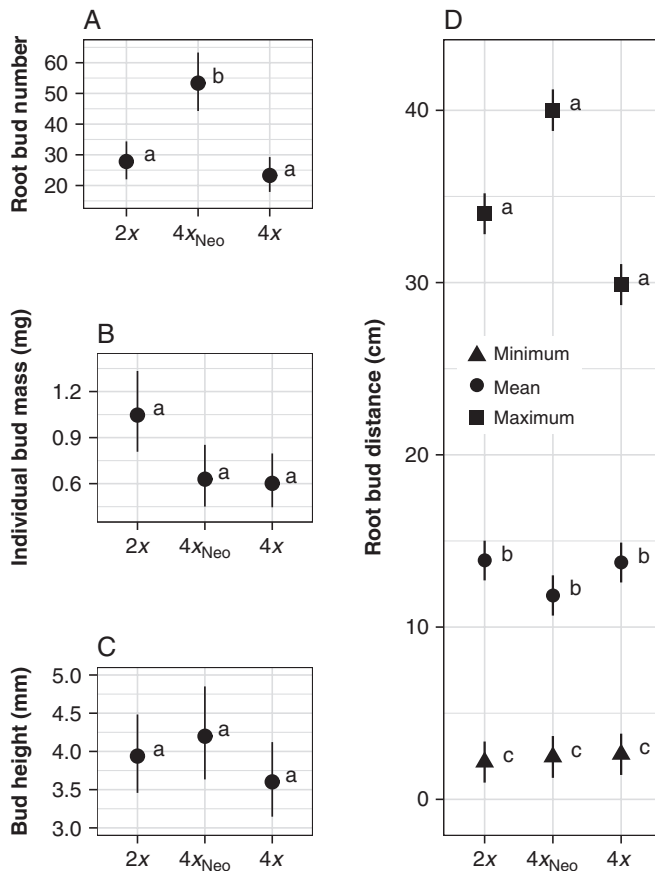 A
Root bud number
60
50
40
30
20
a
b
a
2x
4xNeo
4x
B
Individual bud mass (mg)
1.2
0.9
0.6
a
a
a
2x
4xNeo
4x
C
Bud height (mm)
5.0
4.5
4.0
3.5
3.0
a
a
a
2x
4xNeo
4x
D
Root bud distance (cm)
40
30
20
10
0
a
a
a
Minimum
Mean
Maximum
b
b
b
c
c
c
2x
4xNeo
4x